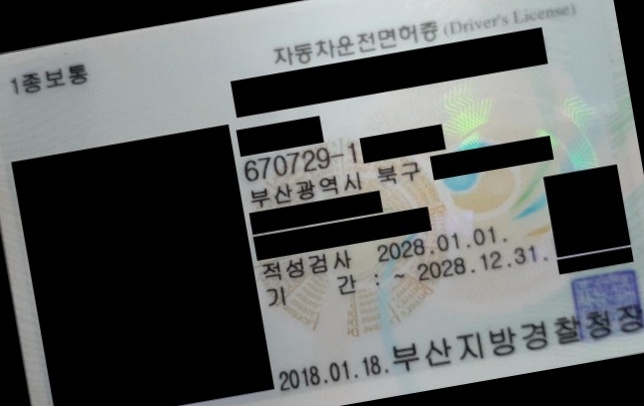 자동차운전면허증 (Driver's License)
1종보통
670729-1
부산광역시 북구
적성검사 2028.01.01.
기 간 : ~ 2028.12.31.
2018.01.18. 부산지방경찰청장